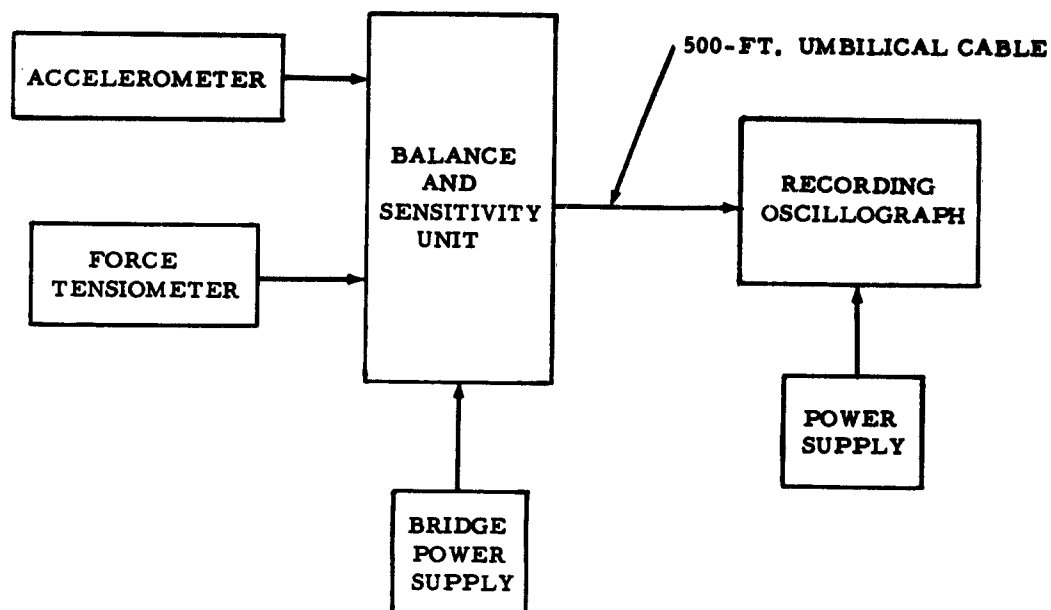 500-FT. UMBILICAL CABLE
ACCELEROMETER
BALANCE
AND
SENSITIVITY
UNIT
RECORDING
OSCILLOGRAPH
FORCE
TENSIOMETER
POWER
SUPPLY
BRIDGE
POWER
SUPPLY